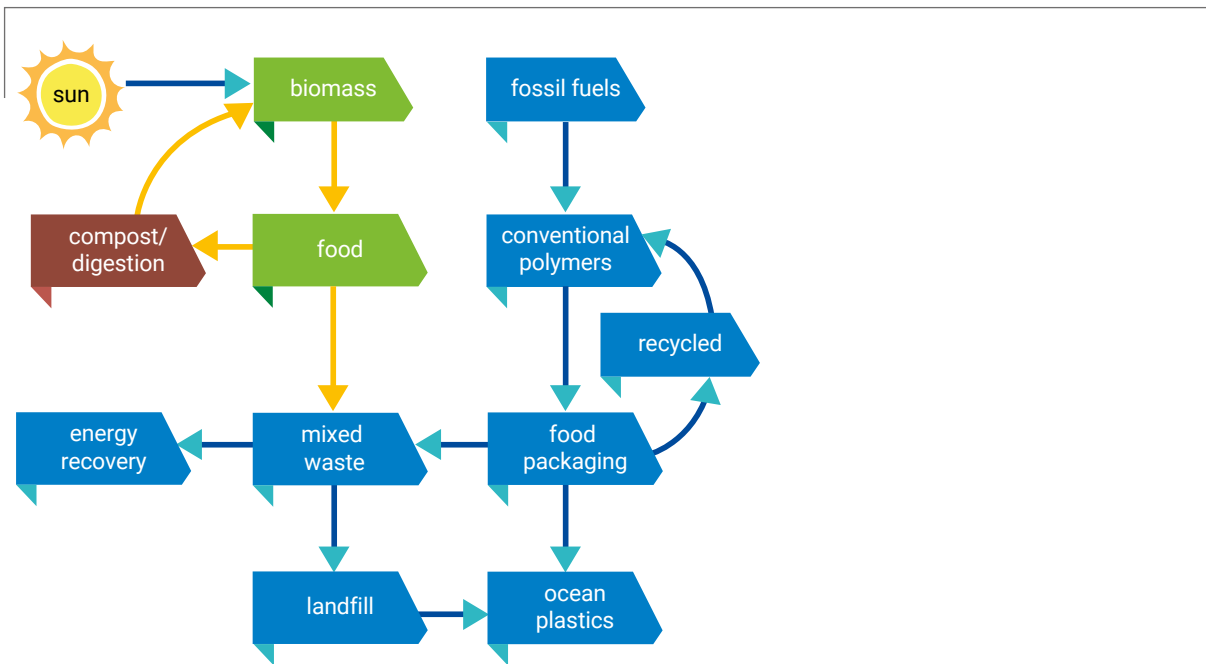 sun
biomass
fossil fuels
compost/
digestion
food
conventional
polymers
recycled
energy
recovery
mixed
waste
food
packaging
landfill
ocean
plastics